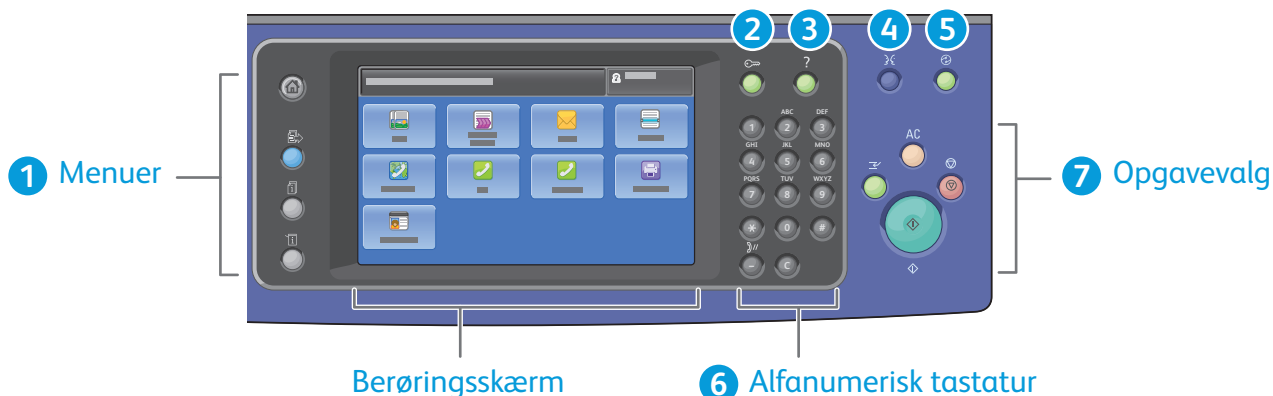 2 3 4 5
?
ABC DEF
1 2 3
AC
GHI JKL MNO
4 5 6
1 Menuer
7 Opgavevalg
PQRS TUV WXYZ
7 8 9
* 0 #
- C
Berøringsskærm
6 Alfanumerisk tastatur